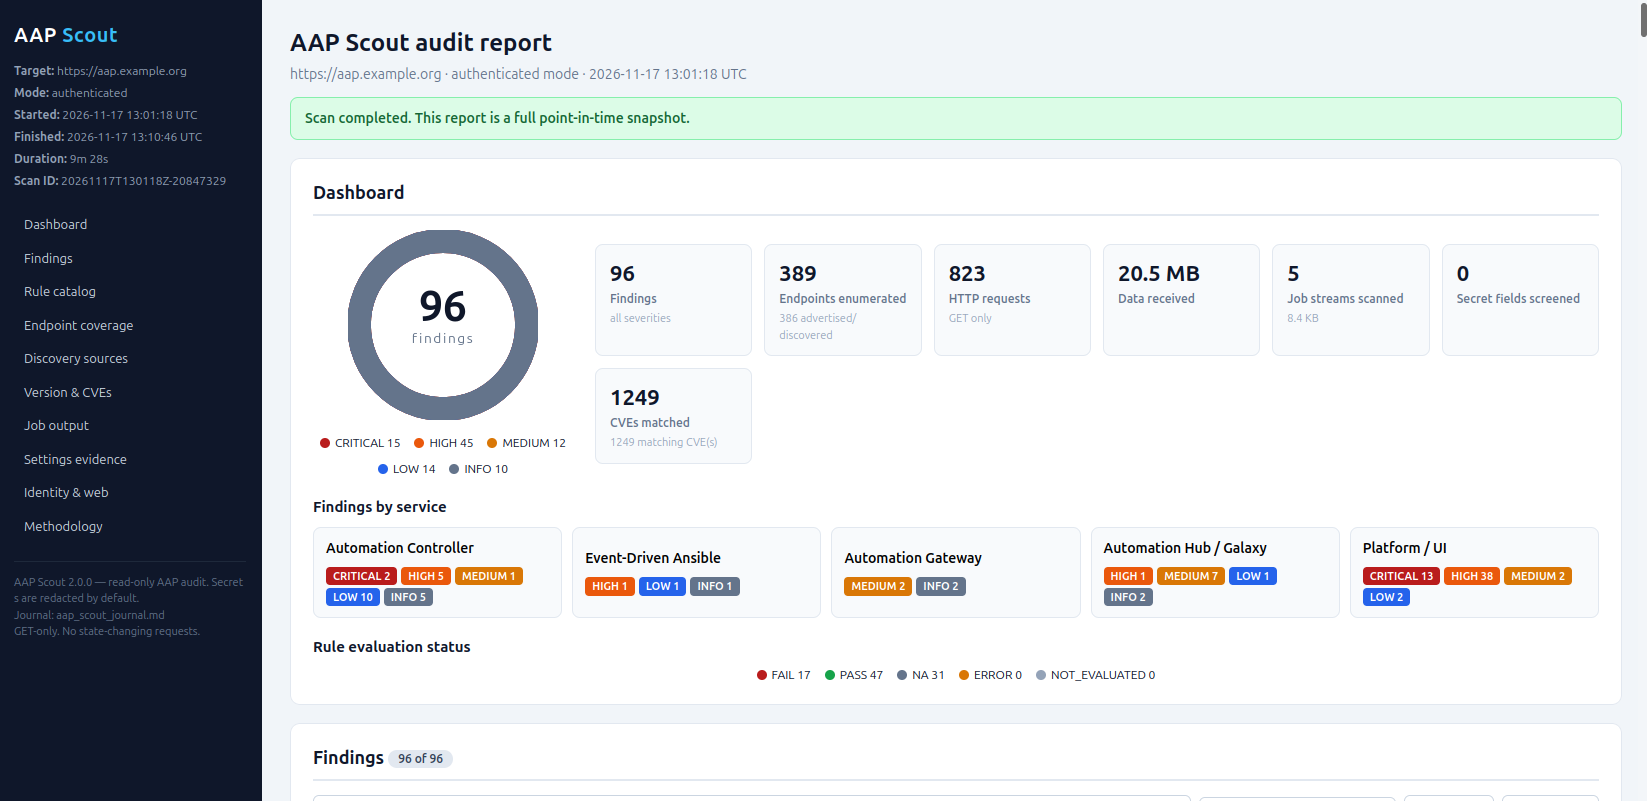 AAP Scout
Target: https://aap.example.org
Mode: authenticated
Started: 2026-11-17 13:01:18 UTC
Finished: 2026-11-17 13:10:46 UTC
Duration: 9m 28s
Scan ID: 20261117T130118Z-20847329
Dashboard
Findings
Rule catalog
Endpoint coverage
Discovery sources
Version & CVEs
Job output
Settings evidence
Identity & web
Methodology
AAP Scout 2.0.0 — read-only AAP audit. Secret
s are redacted by default.
Journal: aap_scout_journal.md
GET-only. No state-changing requests.
AAP Scout audit report
https://aap.example.org · authenticated mode · 2026-11-17 13:01:18 UTC
Scan completed. This report is a full point-in-time snapshot.
Dashboard
96
findings
CRITICAL 15 HIGH 45 MEDIUM 12
LOW 14 INFO 10
96
Findings
all severities
389
Endpoints enumerated
386 advertised/
discovered
823
HTTP requests
GET only
20.5 MB
Data received
5
Job streams scanned
8.4 KB
0
Secret fields screened
1249
CVEs matched
1249 matching CVE(s)
Findings by service
Automation Controller
CRITICAL 2 HIGH 5 MEDIUM 1
LOW 10 INFO 5
Event-Driven Ansible
HIGH 1 LOW 1 INFO 1
Automation Gateway
MEDIUM 2 INFO 2
Automation Hub / Galaxy
HIGH 1 MEDIUM 7 LOW 1
INFO 2
Platform / UI
CRITICAL 13 HIGH 38 MEDIUM 2
LOW 2
Rule evaluation status
FAIL 17 PASS 47 NA 31 ERROR 0 NOT_EVALUATED 0
Findings 96 of 96